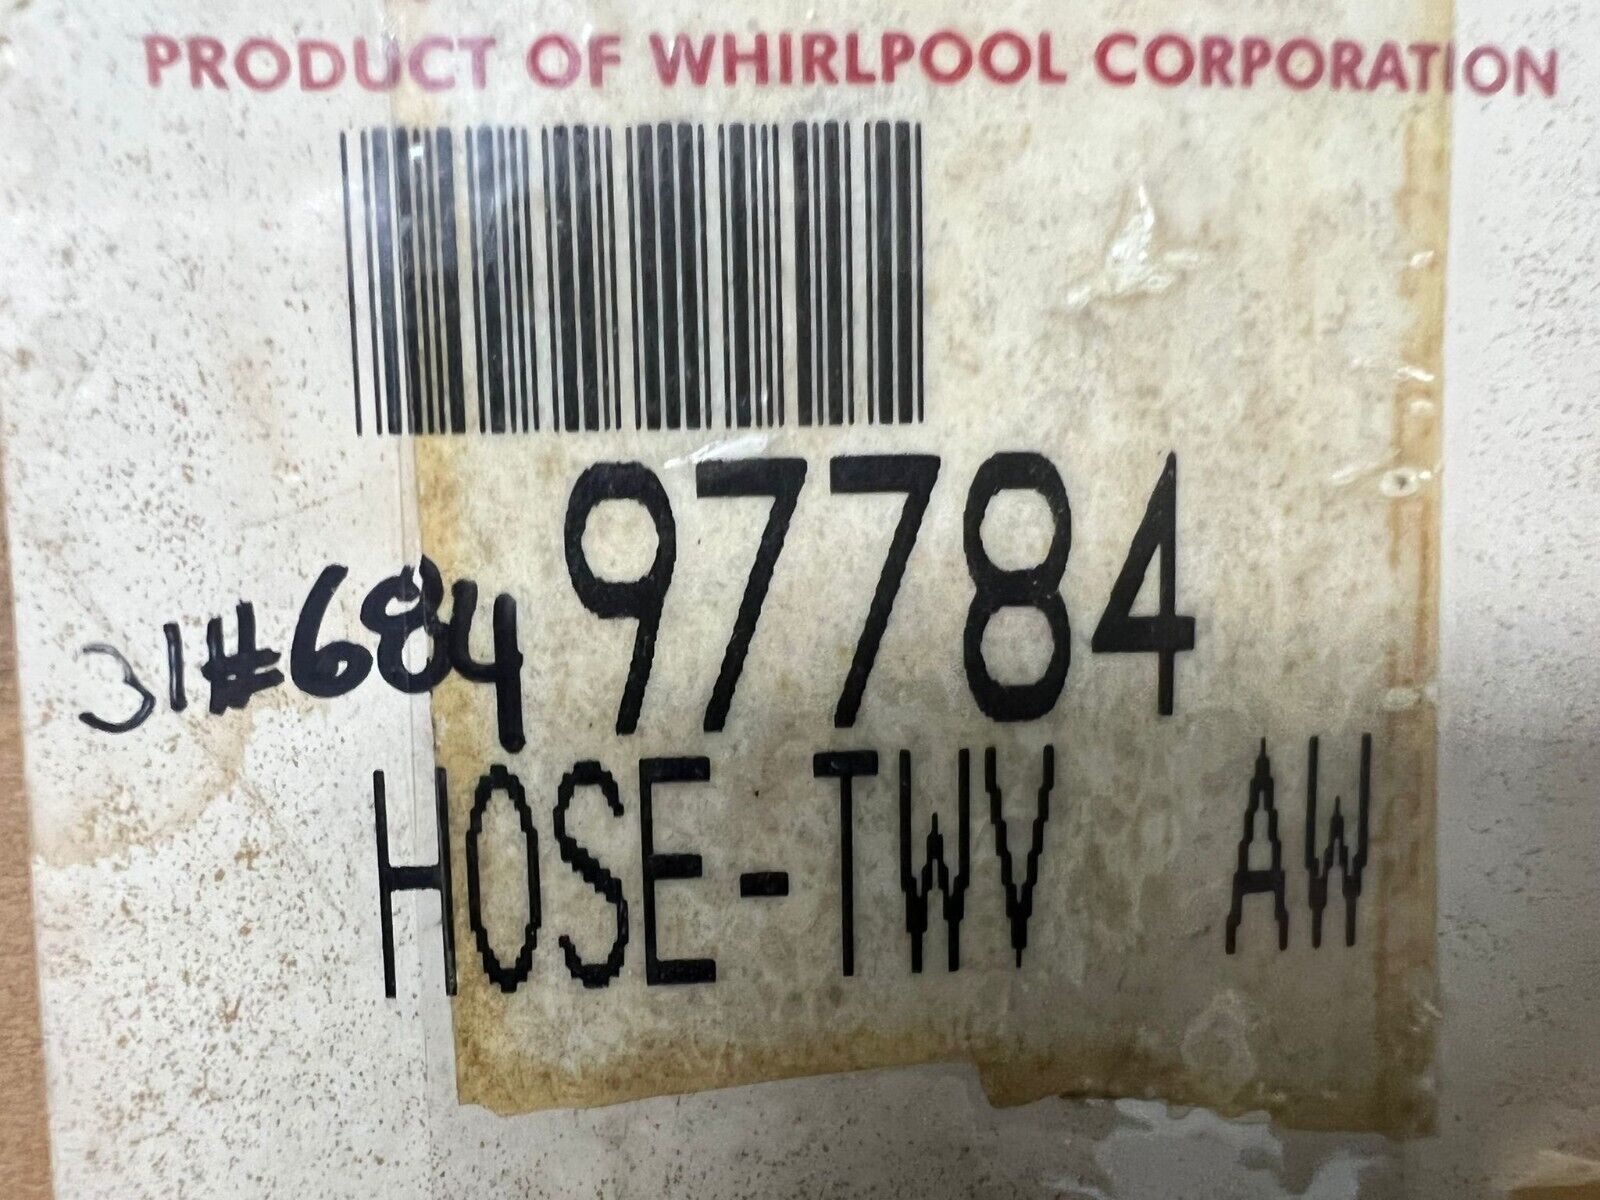 PRODUCT OF WHIRLPOOL CORPORATION
97784
31#684
HOSE-TWV AW